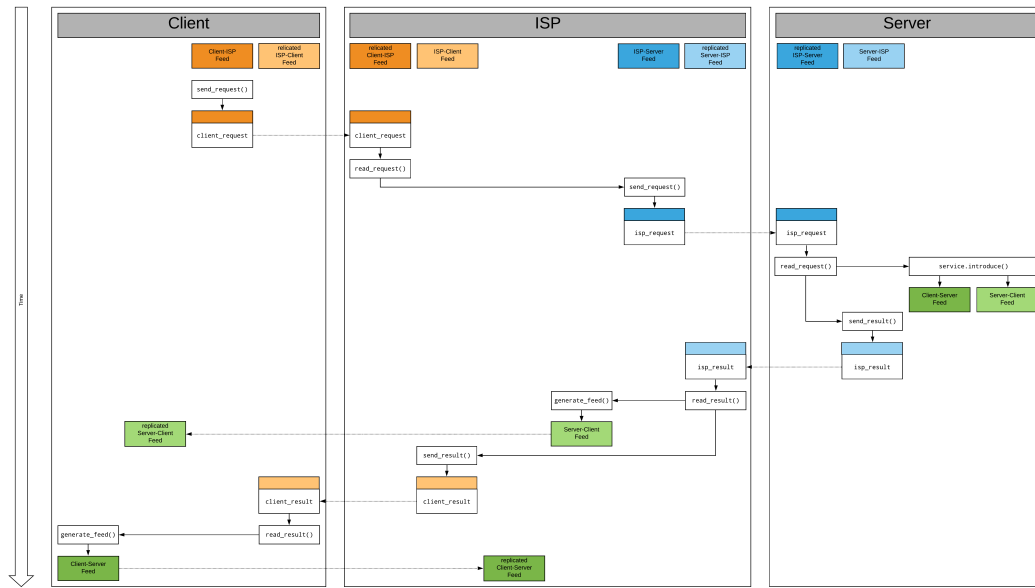 Client
ISP
Server
Client-ISP
Feed
relicated
ISP-Client
Feed
relicated
Client-ISP
Feed
ISP-Client
Feed
ISP-Server
Feed
replicated
Server-ISP
Feed
replicated
ISP-Server
Feed
Server-ISP
Feed
send_request()
client_request
client_request
read_request()
send_request()
isp_request
isp_request
read_request()
service.introduce()
Client-Server
Feed
Server-Client
Feed
Time
send_result()
isp_result
isp_result
generate_feed()
read_result()
replicated
Server-Client
Feed
Server-Client
Feed
send_result()
client_result
client_result
generate_feed()
read_result()
Client-Server
Feed
replicated
Client-Server
Feed